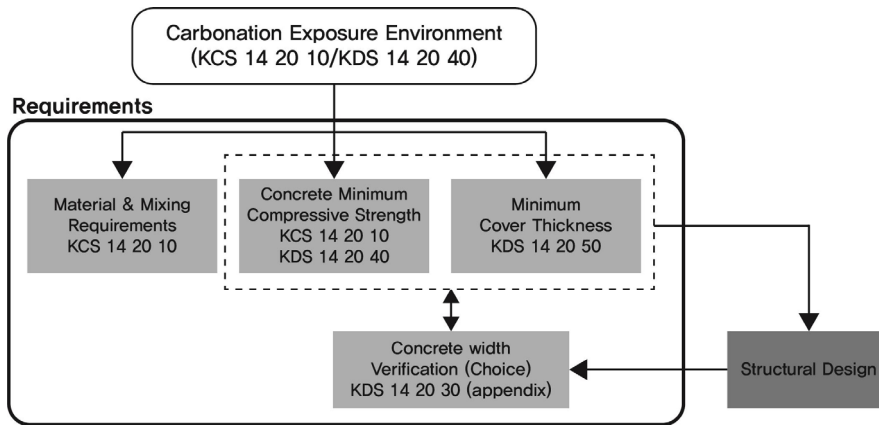 Carbonation Exposure Environment
(KCS 14 20 10/KDS 14 20 40)
Requirements
Material & Mixing
Requirements
KCS 14 20 10
Concrete Minimum
Compressive Strength
KCS 14 20 10
KDS 14 20 40
Minimum
Cover Thickness
KDS 14 20 50
Concrete width
Verification (Choice)
KDS 14 20 30 (appendix)
Structural Design